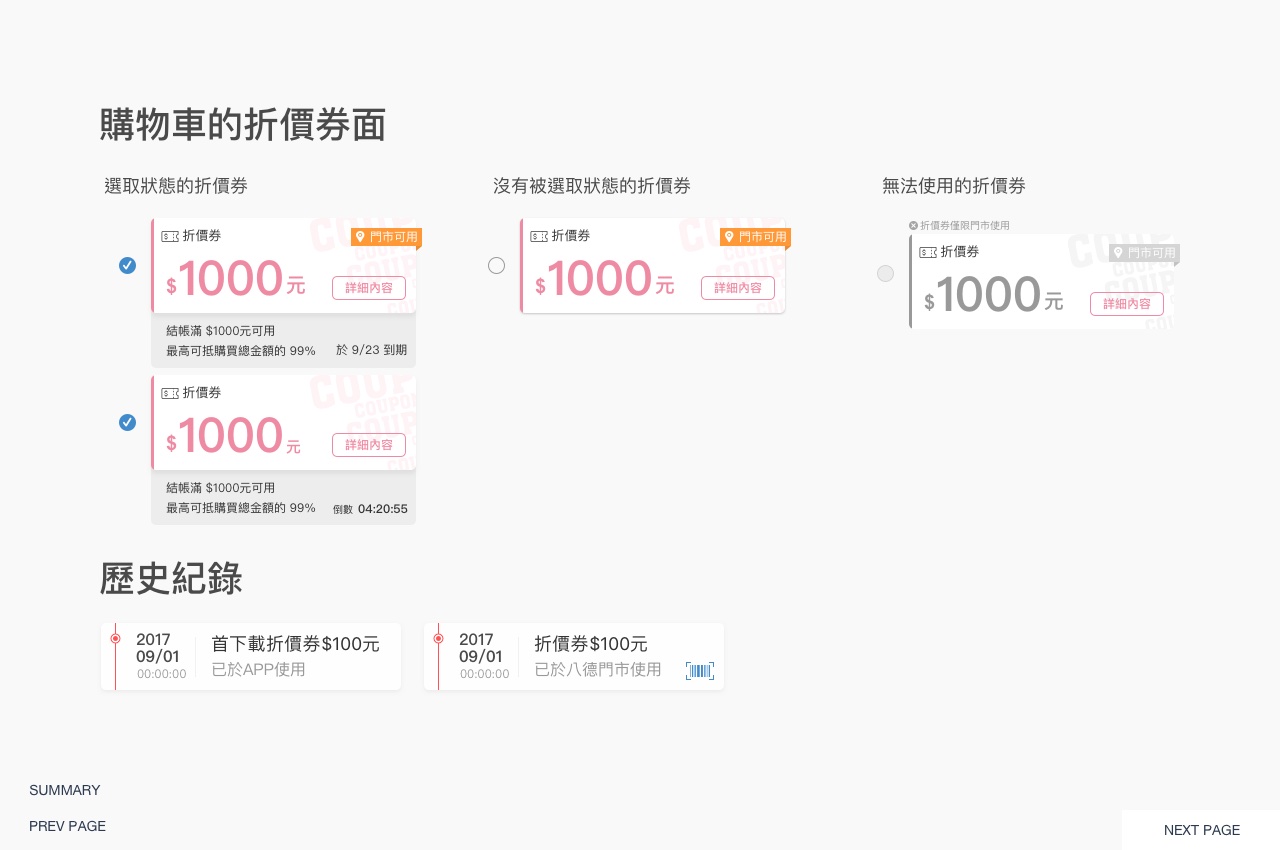 購物車的折價券面
選取狀態的折價券
折價券
門市可用
$1000元
詳細內容
結帳滿 $1000元可用
最高可抵購買總金額的 99%
於 9/23 到期
折價券
$1000元
詳細內容
結帳滿 $1000元可用
最高可抵購買總金額的 99%
倒數 04:20:55
沒有被選取狀態的折價券
折價券
門市可用
$1000元
詳細內容
無法使用的折價券
折價券僅限門市使用
折價券
門市可用
$1000元
詳細內容
歷史紀錄
2017
09/01
00:00:00
首下載折價券$100元
已於APP使用
2017
09/01
00:00:00
折價券$100元
已於八德門市使用
SUMMARY
PREV PAGE
NEXT PAGE